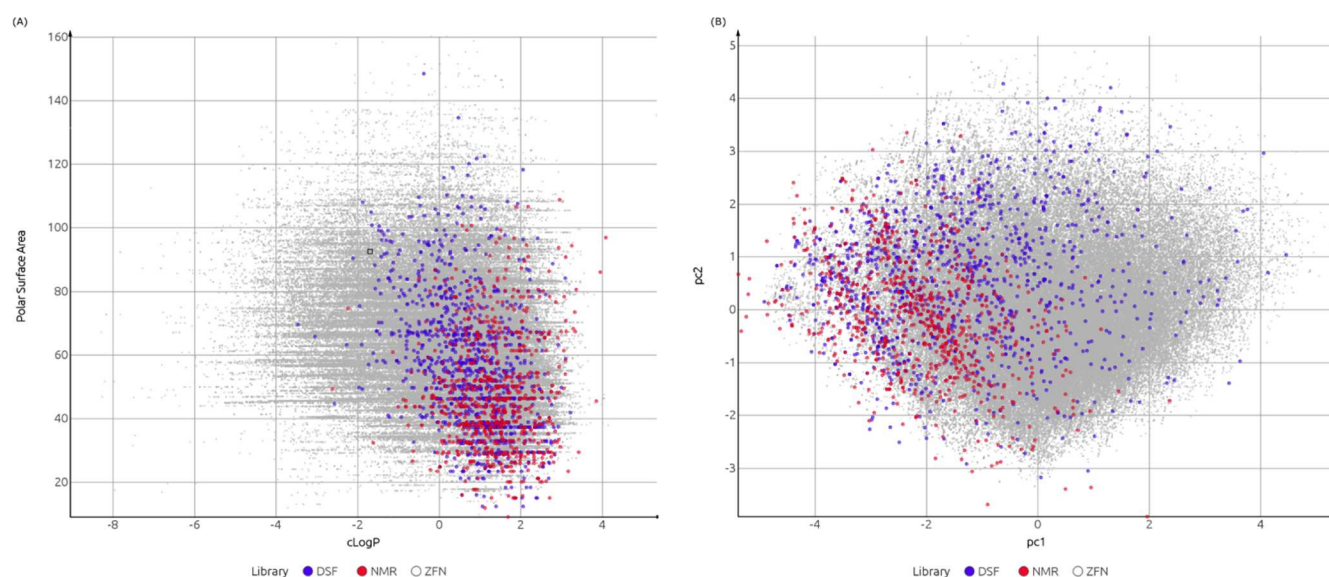 (A)
160
140
120
100
80
60
40
20
Polar Surface Area
-8 -6 -4 -2 0 2 4
cLogP
Library DSF NMR ZFN
(B)
5
4
3
2
1
0
-1
-2
-3
pc2
-4 -2 0 2 4
pc1
Library DSF NMR ZFN